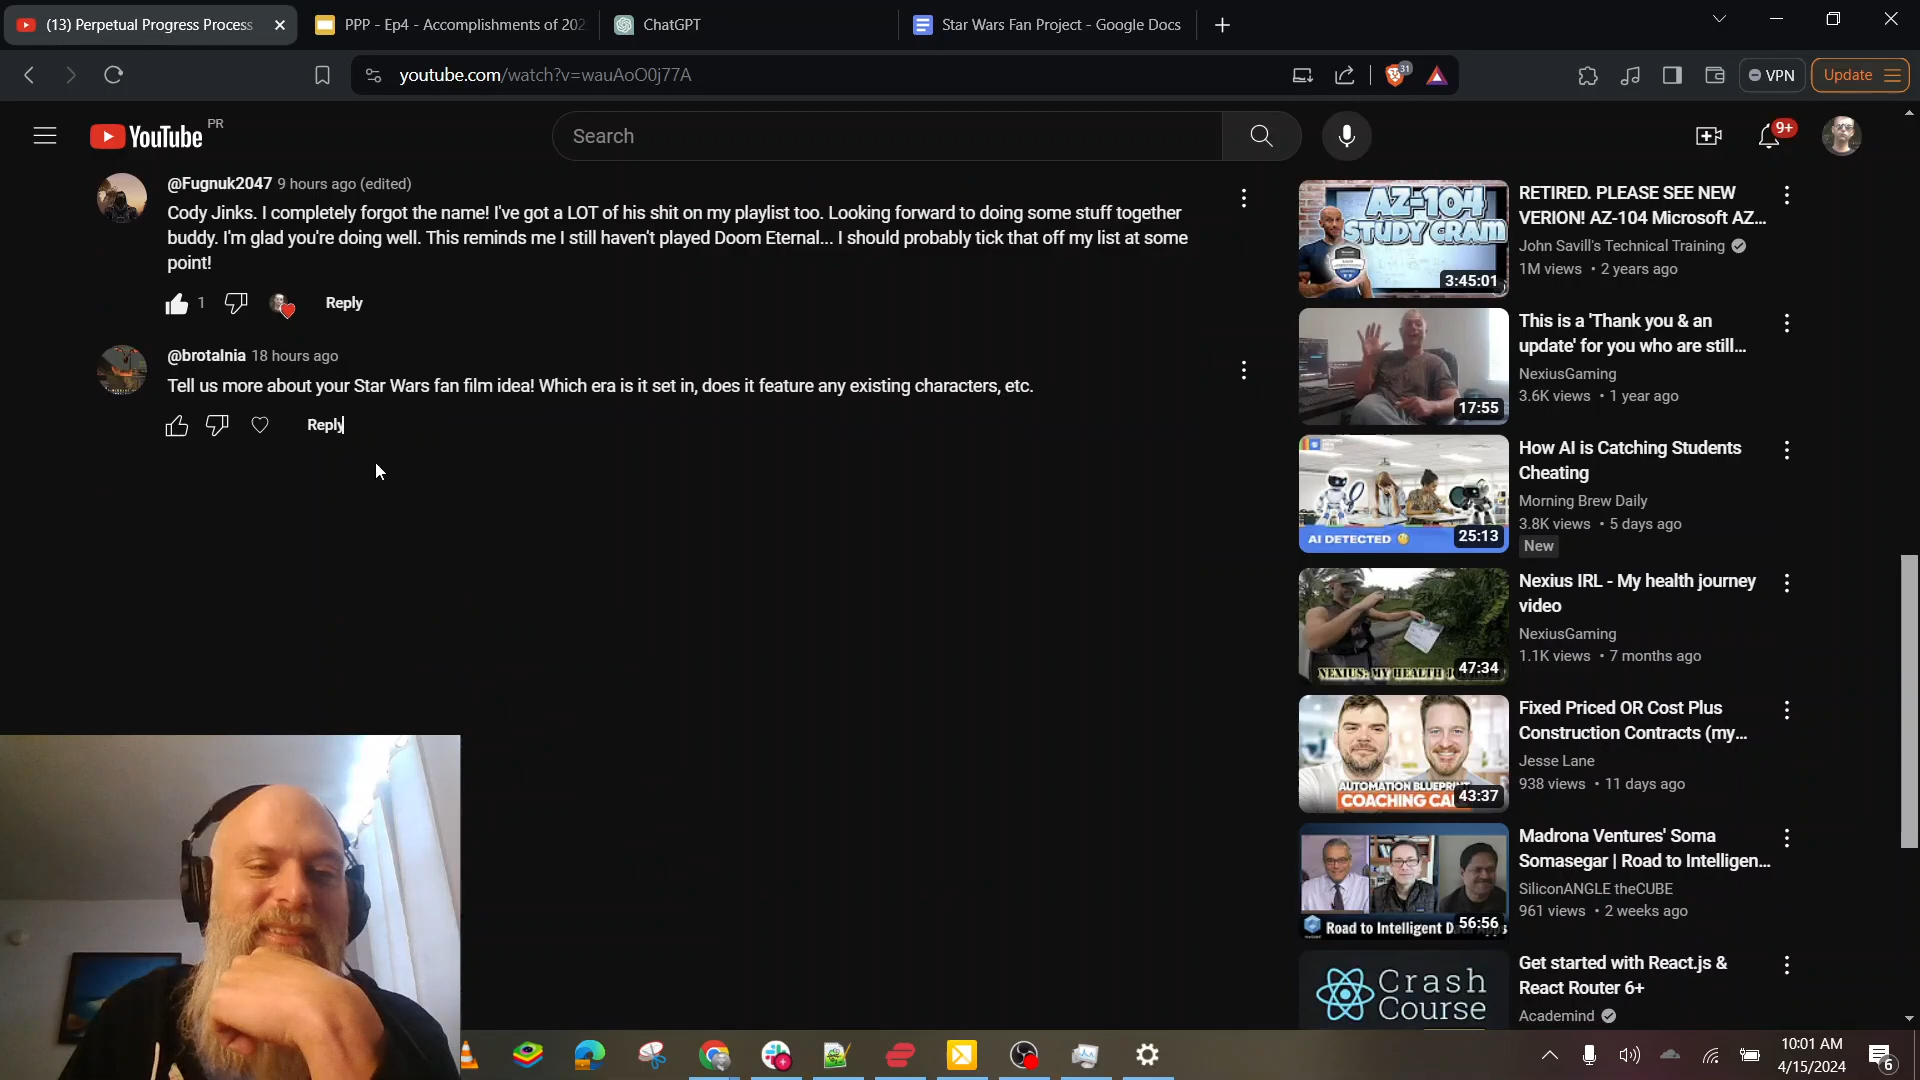 (13) Perpetual Progress Process
PPP - Ep4 - Accomplishments of 202
ChatGPT
Star Wars Fan Project - Google Docs
youtube.com/watch?v=wauAoO0j77A
31
VPN
Update
YouTube PR
Search
9+
@Fugnuk2047 9 hours ago (edited)
Cody Jinks. I completely forgot the name! I've got a LOT of his shit on my playlist too. Looking forward to doing some stuff together
buddy. I'm glad you're doing well. This reminds me I still haven't played Doom Eternal... I should probably tick that off my list at some
point!
1
Reply
@brotalnia 18 hours ago
Tell us more about your Star Wars fan film idea! Which era is it set in, does it feature any existing characters, etc.
Reply
AZ-104
STUDY CRAM
3:45:01
RETIRED. PLEASE SEE NEW
VERION! AZ-104 Microsoft AZ...
John Savill's Technical Training
1M views • 2 years ago
17:55
This is a 'Thank you & an
update' for you who are still...
NexiusGaming
3.6K views • 1 year ago
AI DETECTED
25:13
How AI is Catching Students
Cheating
Morning Brew Daily
3.8K views • 5 days ago
New
NEXIUS: MY HEALTH
47:34
Nexius IRL - My health journey
video
NexiusGaming
1.1K views • 7 months ago
AUTOMATION BLUEPRINT
COACHING CA
43:37
Fixed Priced OR Cost Plus
Construction Contracts (my...
Jesse Lane
938 views • 11 days ago
Road to Intelligent D
56:56
Madrona Ventures' Soma
Somasegar | Road to Intelligen...
SiliconANGLE theCUBE
961 views • 2 weeks ago
Crash
Course
Get started with React.js &
React Router 6+
Academind
10:01 AM
4/15/2024
6